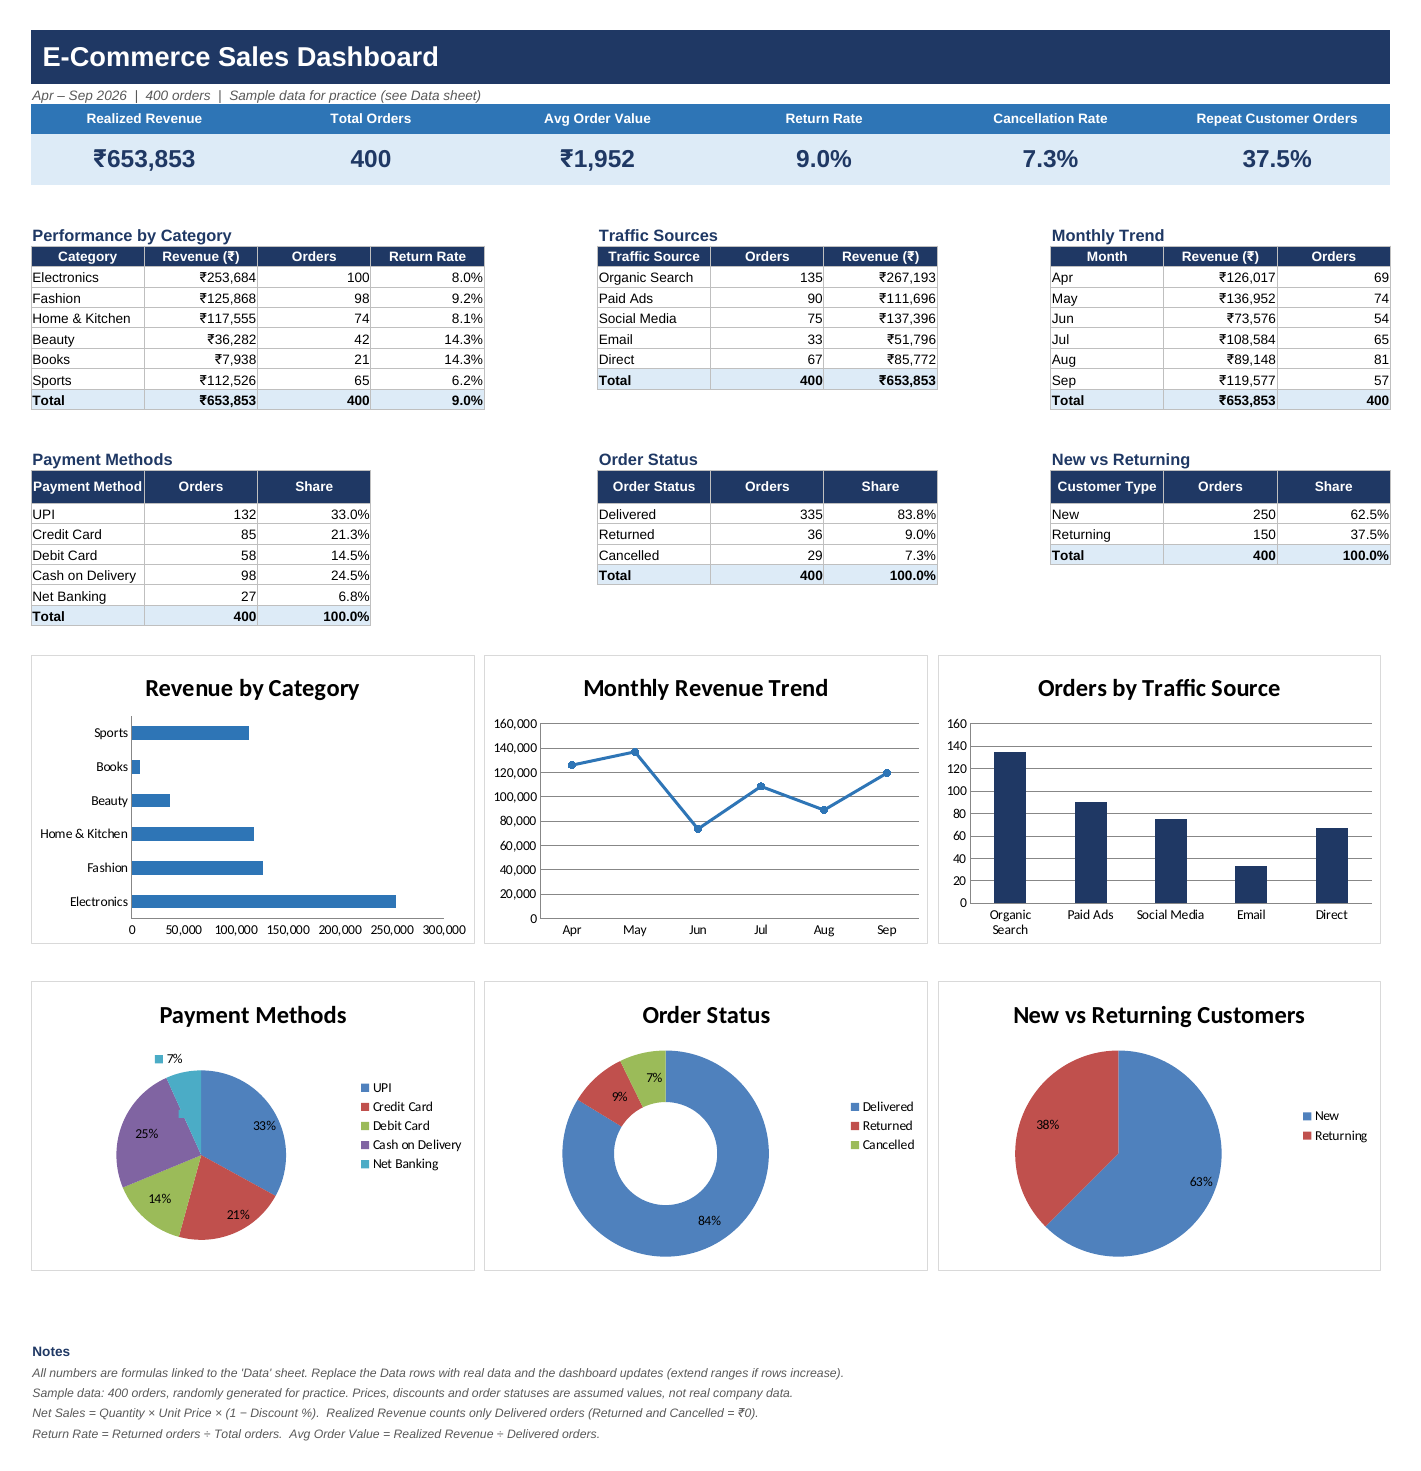 E-Commerce Sales Dashboard
Apr – Sep 2026 | 400 orders | Sample data for practice (see Data sheet)
Realized Revenue Total Orders Avg Order Value Return Rate Cancellation Rate Repeat Customer Orders
₹653,853 400 ₹1,952 9.0% 7.3% 37.5%
Performance by Category
Category Revenue (₹) Orders Return Rate
Electronics ₹253,684 100 8.0%
Fashion ₹125,868 98 9.2%
Home & Kitchen ₹117,555 74 8.1%
Beauty ₹36,282 42 14.3%
Books ₹7,938 21 14.3%
Sports ₹112,526 65 6.2%
Total ₹653,853 400 9.0%
Traffic Sources
Traffic Source Orders Revenue (₹)
Organic Search 135 ₹267,193
Paid Ads 90 ₹111,696
Social Media 75 ₹137,396
Email 33 ₹51,796
Direct 67 ₹85,772
Total 400 ₹653,853
Monthly Trend
Month Revenue (₹) Orders
Apr ₹126,017 69
May ₹136,952 74
Jun ₹73,576 54
Jul ₹108,584 65
Aug ₹89,148 81
Sep ₹119,577 57
Total ₹653,853 400
Payment Methods
Payment Method Orders Share
UPI 132 33.0%
Credit Card 85 21.3%
Debit Card 58 14.5%
Cash on Delivery 98 24.5%
Net Banking 27 6.8%
Total 400 100.0%
Order Status
Order Status Orders Share
Delivered 335 83.8%
Returned 36 9.0%
Cancelled 29 7.3%
Total 400 100.0%
New vs Returning
Customer Type Orders Share
New 250 62.5%
Returning 150 37.5%
Total 400 100.0%
Revenue by Category
Sports
Books
Beauty
Home & Kitchen
Fashion
Electronics
0 50,000 100,000 150,000 200,000 250,000 300,000
Monthly Revenue Trend
160,000
140,000
120,000
100,000
80,000
60,000
40,000
20,000
0
Apr May Jun Jul Aug Sep
Orders by Traffic Source
160
140
120
100
80
60
40
20
0
Organic Search Paid Ads Social Media Email Direct
Payment Methods
7%
33%
25%
14%
21%
UPI
Credit Card
Debit Card
Cash on Delivery
Net Banking
Order Status
7%
9%
84%
Delivered
Returned
Cancelled
New vs Returning Customers
38%
63%
New
Returning
Notes
All numbers are formulas linked to the 'Data' sheet. Replace the Data rows with real data and the dashboard updates (extend ranges if rows increase).
Sample data: 400 orders, randomly generated for practice. Prices, discounts and order statuses are assumed values, not real company data.
Net Sales = Quantity × Unit Price × (1 − Discount %). Realized Revenue counts only Delivered orders (Returned and Cancelled = ₹0).
Return Rate = Returned orders ÷ Total orders. Avg Order Value = Realized Revenue ÷ Delivered orders.